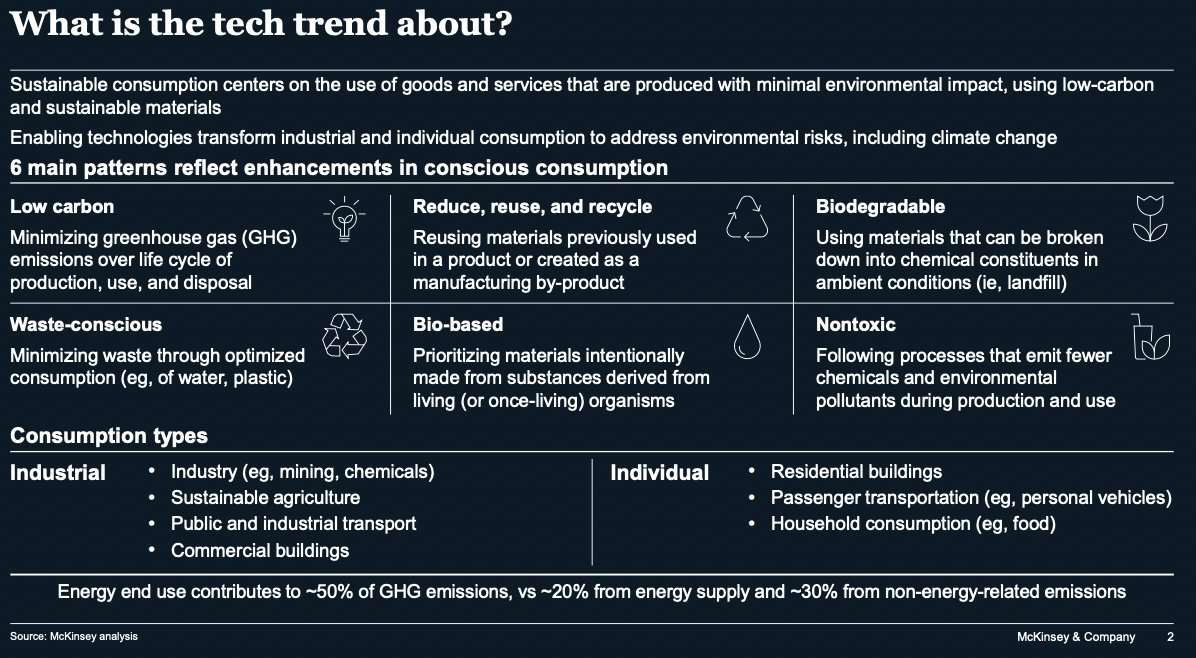 What is the tech trend about?
Sustainable consumption centers on the use of goods and services that are produced with minimal environmental impact, using low-carbon
and sustainable materials
Enabling technologies transform industrial and individual consumption to address environmental risks, including climate change
6 main patterns reflect enhancements in conscious consumption
Low carbon
Minimizing greenhouse gas (GHG)
emissions over life cycle of
production, use, and disposal
Reduce, reuse, and recycle
Reusing materials previously used
in a product or created as a
manufacturing by-product
Biodegradable
Using materials that can be broken
down into chemical constituents in
ambient conditions (ie, landfill)
Waste-conscious
Minimizing waste through optimized
consumption (eg, of water, plastic)
Bio-based
Prioritizing materials intentionally
made from substances derived from
living (or once-living) organisms
Nontoxic
Following processes that emit fewer
chemicals and environmental
pollutants during production and use
Consumption types
Industrial
• Industry (eg, mining, chemicals)
• Sustainable agriculture
• Public and industrial transport
• Commercial buildings
Individual
• Residential buildings
• Passenger transportation (eg, personal vehicles)
• Household consumption (eg, food)
Energy end use contributes to ~50% of GHG emissions, vs ~20% from energy supply and ~30% from non-energy-related emissions
Source: McKinsey analysis
McKinsey & Company 2